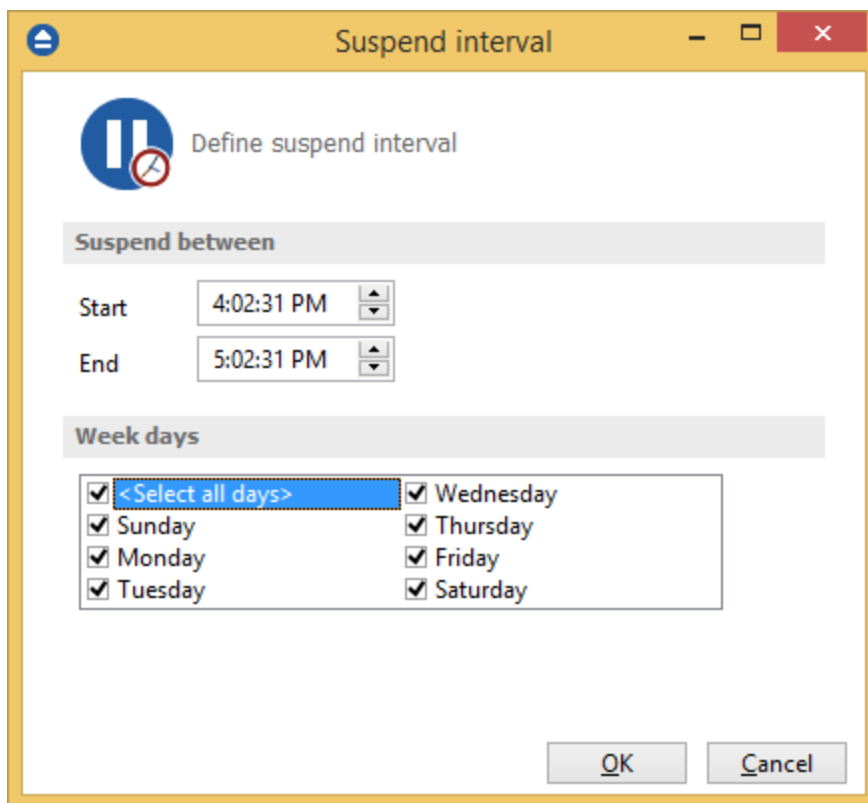 Suspend interval
Define suspend interval
Suspend between
Start 4:02:31 PM
End 5:02:31 PM
Week days
<Select all days> Wednesday
Sunday Thursday
Monday Friday
Tuesday Saturday
OK Cancel